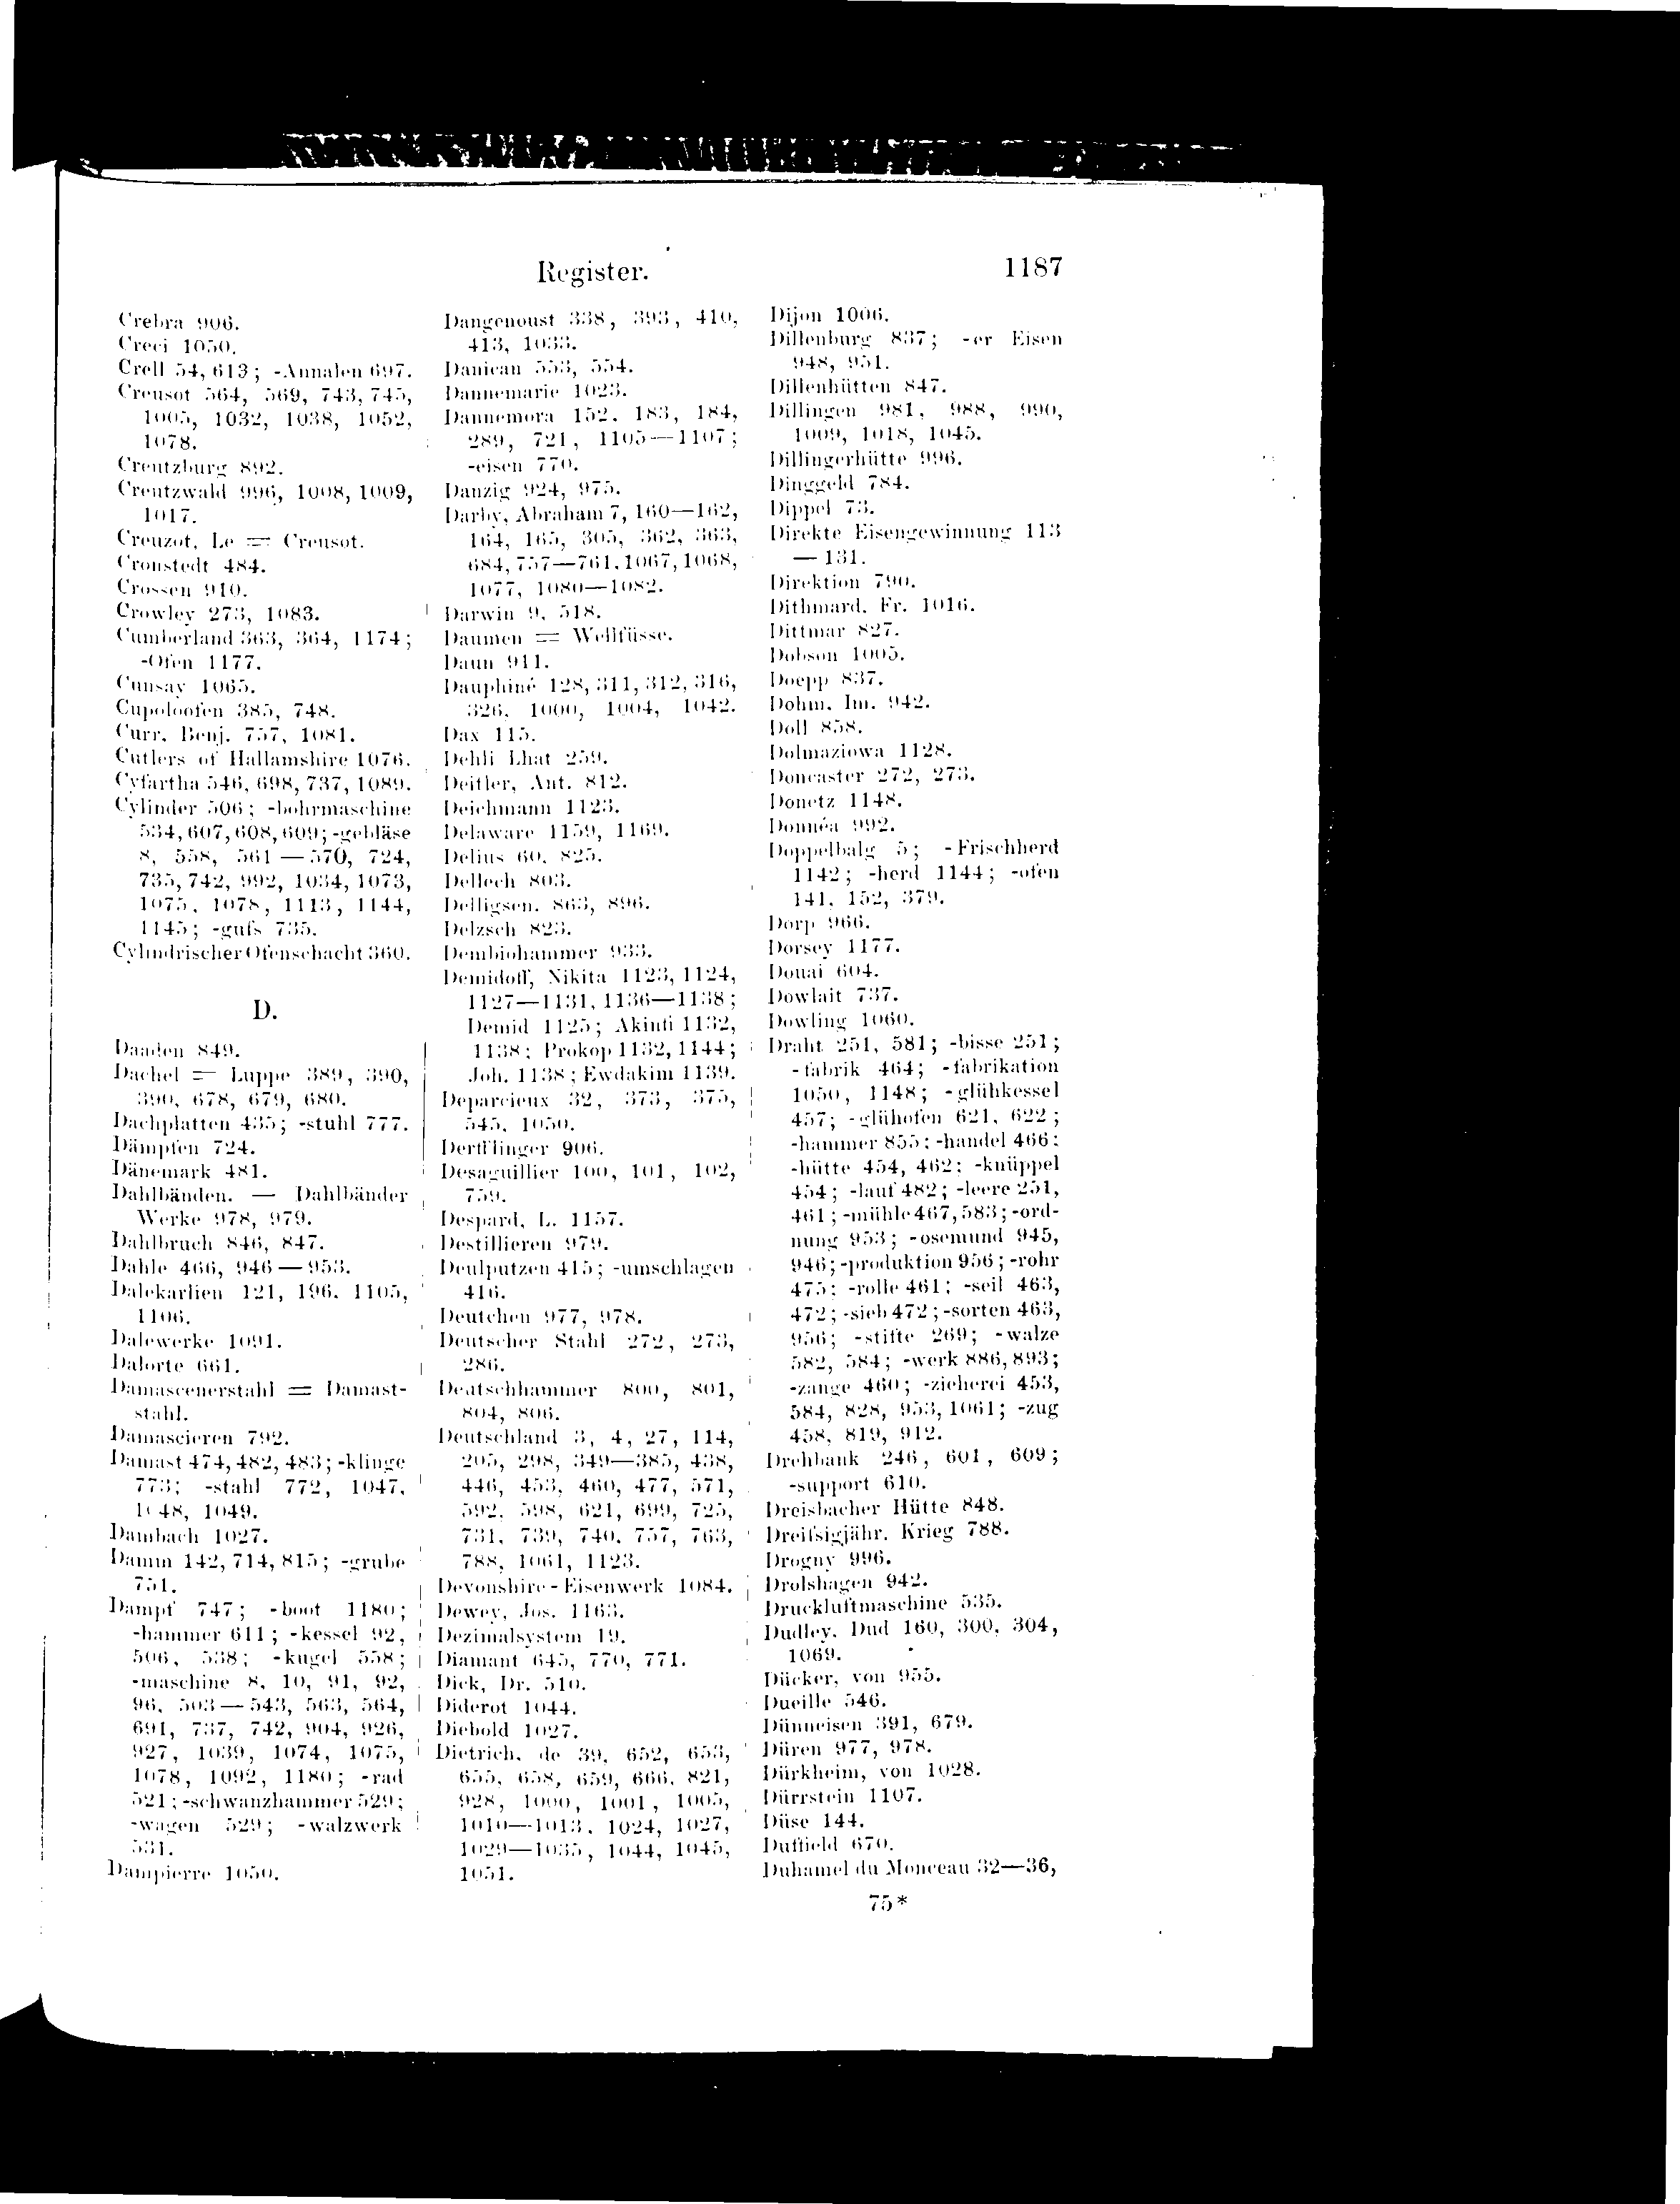 Register.
1187
Crebra 906.
Creci 1050.
Crell 54, 613; -Annalen 697.
Creusot 564, 569, 743, 745,
1005, 1032, 1038, 1052,
1078.
Creutzburg 892.
Creutzwald 996, 1008, 1009,
1017.
Creuzot, Le = Creusot.
Cronstedt 484.
Crossen 910.
Crowley 273, 1083.
Cumberland 363, 364, 1174;
-Ofen 1177.
Cunsay 1065.
Cupoloofen 385, 748.
Curr, Benj. 757, 1081.
Cutlers of Hallamshire 1076.
Cyfartha 546, 698, 737, 1089.
Cylinder 506; -bohrmaschine
534, 607, 608, 609; -gebläse
8, 558, 561 — 570, 724,
735, 742, 992, 1034, 1073,
1075, 1078, 1113, 1144,
1145; -guſs 735.
Cylindrischer Ofenschacht 360.
D.
Daaden 849.
Dachel = Luppe 389, 390,
390, 678, 679, 680.
Dachplatten 435; -stuhl 777.
Dämpfen 724.
Dänemark 481.
Dahlbänden. — Dahlbänder
Werke 978, 979.
Dahlbruch 846, 847.
Dahle 466, 946 — 953.
Dalekarlien 121, 196. 1105,
1106.
Dalewerke 1091.
Dalorte 661.
Damascenerstahl = Damast-
stahl.
Damascieren 792.
Damast 474, 482, 483; -klinge
773; -stahl 772, 1047,
1048, 1049.
Dambach 1027.
Damm 142, 714, 815; -grube
751.
Dampf 747; -boot 1180;
-hammer 611; -kessel 92,
506, 538; -kugel 558;
-maschine 8, 10, 91, 92,
96, 503 — 543, 563, 564,
691, 737, 742, 904, 926,
927, 1039, 1074, 1075,
1078, 1092, 1180; -rad
521; -schwanzhammer 529;
-wagen 529; -walzwerk
531.
Dampierre 1050.
Dangenoust 338, 393, 410,
413, 1033.
Danican 553, 554.
Dannemarie 1023.
Dannemora 152, 183, 184,
289, 721, 1105—1107;
-eisen 770.
Danzig 924, 975.
Darby, Abraham 7, 160—162,
164, 165, 305, 362, 363,
684, 757—761, 1067, 1068,
1077, 1080—1082.
Darwin 9, 518.
Daumen = Wellfüsse.
Daun 911.
Dauphiné 128, 311, 312, 316,
326, 1000, 1004, 1042.
Dax 115.
Dehli Lhat 259.
Deitler, Ant. 812.
Deichmann 1123.
Delaware 1159, 1169.
Delius 60, 825.
Dellech 803.
Delligsen, 863, 896.
Delzsch 823.
Dembiohammer 933.
Demidoff, Nikita 1123, 1124,
1127—1131, 1136—1138;
Demid 1125; Akinfi 1132,
1138; Prokop 1132, 1144;
Joh. 1138; Ewdakim 1139.
Deparcieux 32, 373, 375,
545, 1050.
Dertflinger 906.
Desaguillier 100, 101, 102,
759.
Despard, L. 1157.
Destillieren 979.
Deulputzen 415; -umschlagen
416.
Deutchen 977, 978.
Deutscher Stahl 272, 273,
286.
Deutschhammer 800, 801,
804, 806.
Deutschland 3, 4, 27, 114,
205, 298, 349—385, 438,
446, 453, 460, 477, 571,
592, 598, 621, 699, 725,
731, 739, 740, 757, 763,
788, 1061, 1123.
Devonshire-Eisenwerk 1084.
Dewey, Jos. 1163.
Dezimalsystem 19.
Diamant 645, 770, 771.
Dick, Dr. 510.
Diderot 1044.
Diebold 1027.
Dietrich, de 39, 652, 653,
655, 658, 659, 666, 821,
928, 1000, 1001, 1005,
1010—1013, 1024, 1027,
1029—1035, 1044, 1045,
1051.
Dijon 1006.
Dillenburg 837; -er Eisen
948, 951.
Dillenhütten 847.
Dillingen 981, 988, 990,
1009, 1018, 1045.
Dillingerhütte 996.
Dinggeld 784.
Dippel 73.
Direkte Eisengewinnung 113
— 131.
Direktion 790.
Dithmard, Fr. 1016.
Dittmar 827.
Dobson 1005.
Doepp 837.
Dohm, Im. 942.
Doll 858.
Dolmaziowa 1128.
Doncaster 272, 273.
Donetz 1148.
Donnéa 992.
Doppelbalg 5; -Frischherd
1142; -herd 1144; -ofen
141, 152, 379.
Dorp 966.
Dorsey 1177.
Douai 604.
Dowlait 737.
Dowling 1060.
Draht 251, 581; -bisse 251;
-fabrik 464; -fabrikation
1050, 1148; -glühkessel
457; -glühofen 621, 622;
-hammer 855; -handel 466;
-hütte 454, 462; -knüppel
454; -lauf 482; -leere 251,
461; -mühle 467, 583; -ord-
nung 953; -osemund 945,
946; -produktion 956; -rohr
475; -rolle 461; -seil 463,
472; -sieb 472; -sorten 463,
956; -stifte 269; -walze
582, 584; -werk 886, 893;
-zange 460; -zieherei 453,
584, 828, 953, 1061; -zug
458, 819, 912.
Drehbank 246, 601, 609;
-support 610.
Dreisbacher Hütte 848.
Dreiſsigjähr. Krieg 788.
Drogny 996.
Drolshagen 942.
Druckluftmaschine 535.
Dudley, Dud 160, 300, 304,
1069.
Dücker, von 955.
Dueille 546.
Dünneisen 391, 679.
Düren 977, 978.
Dürkheim, von 1028.
Dürrstein 1107.
Düse 144.
Duffield 670.
Duhamel du Monceau 32—36,
75*